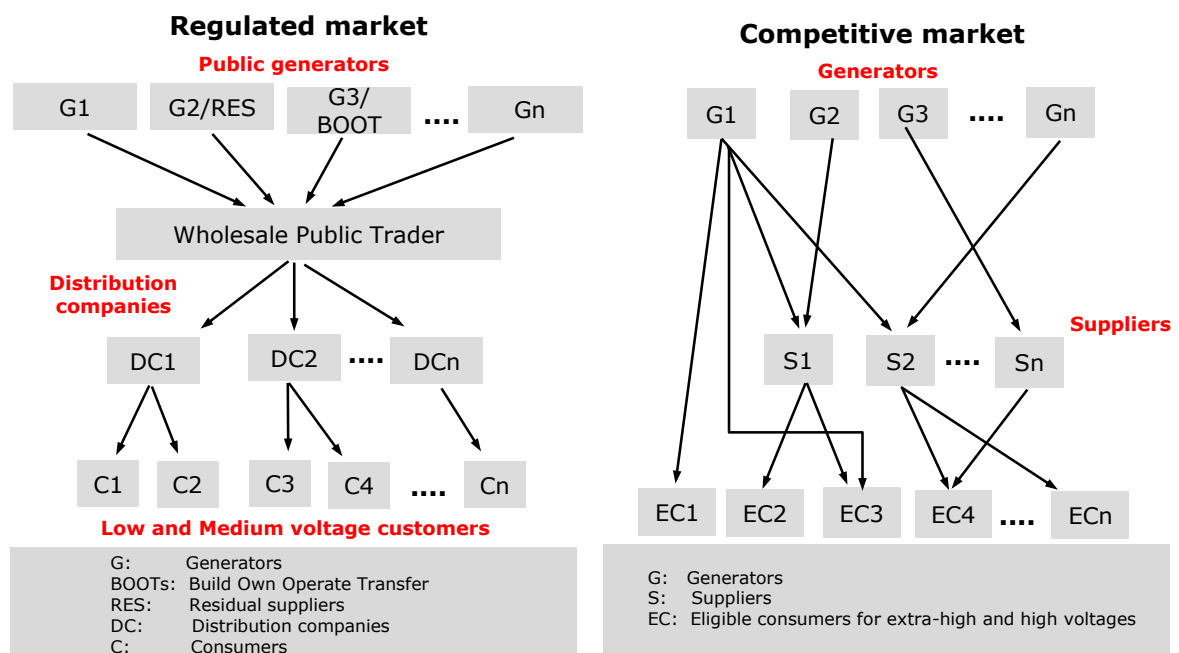 Regulated market
Public generators
G1
G2/RES
G3/
BOOT
....
Gn
Wholesale Public Trader
Distribution
companies
DC1
DC2
....
DCn
C1
C2
C3
C4
....
Cn
Low and Medium voltage customers
G: Generators
BOOTs: Build Own Operate Transfer
RES: Residual suppliers
DC: Distribution companies
C: Consumers
Competitive market
Generators
G1
G2
G3
....
Gn
Suppliers
S1
S2
....
Sn
EC1
EC2
EC3
EC4
....
ECn
G: Generators
S: Suppliers
EC: Eligible consumers for extra-high and high voltages